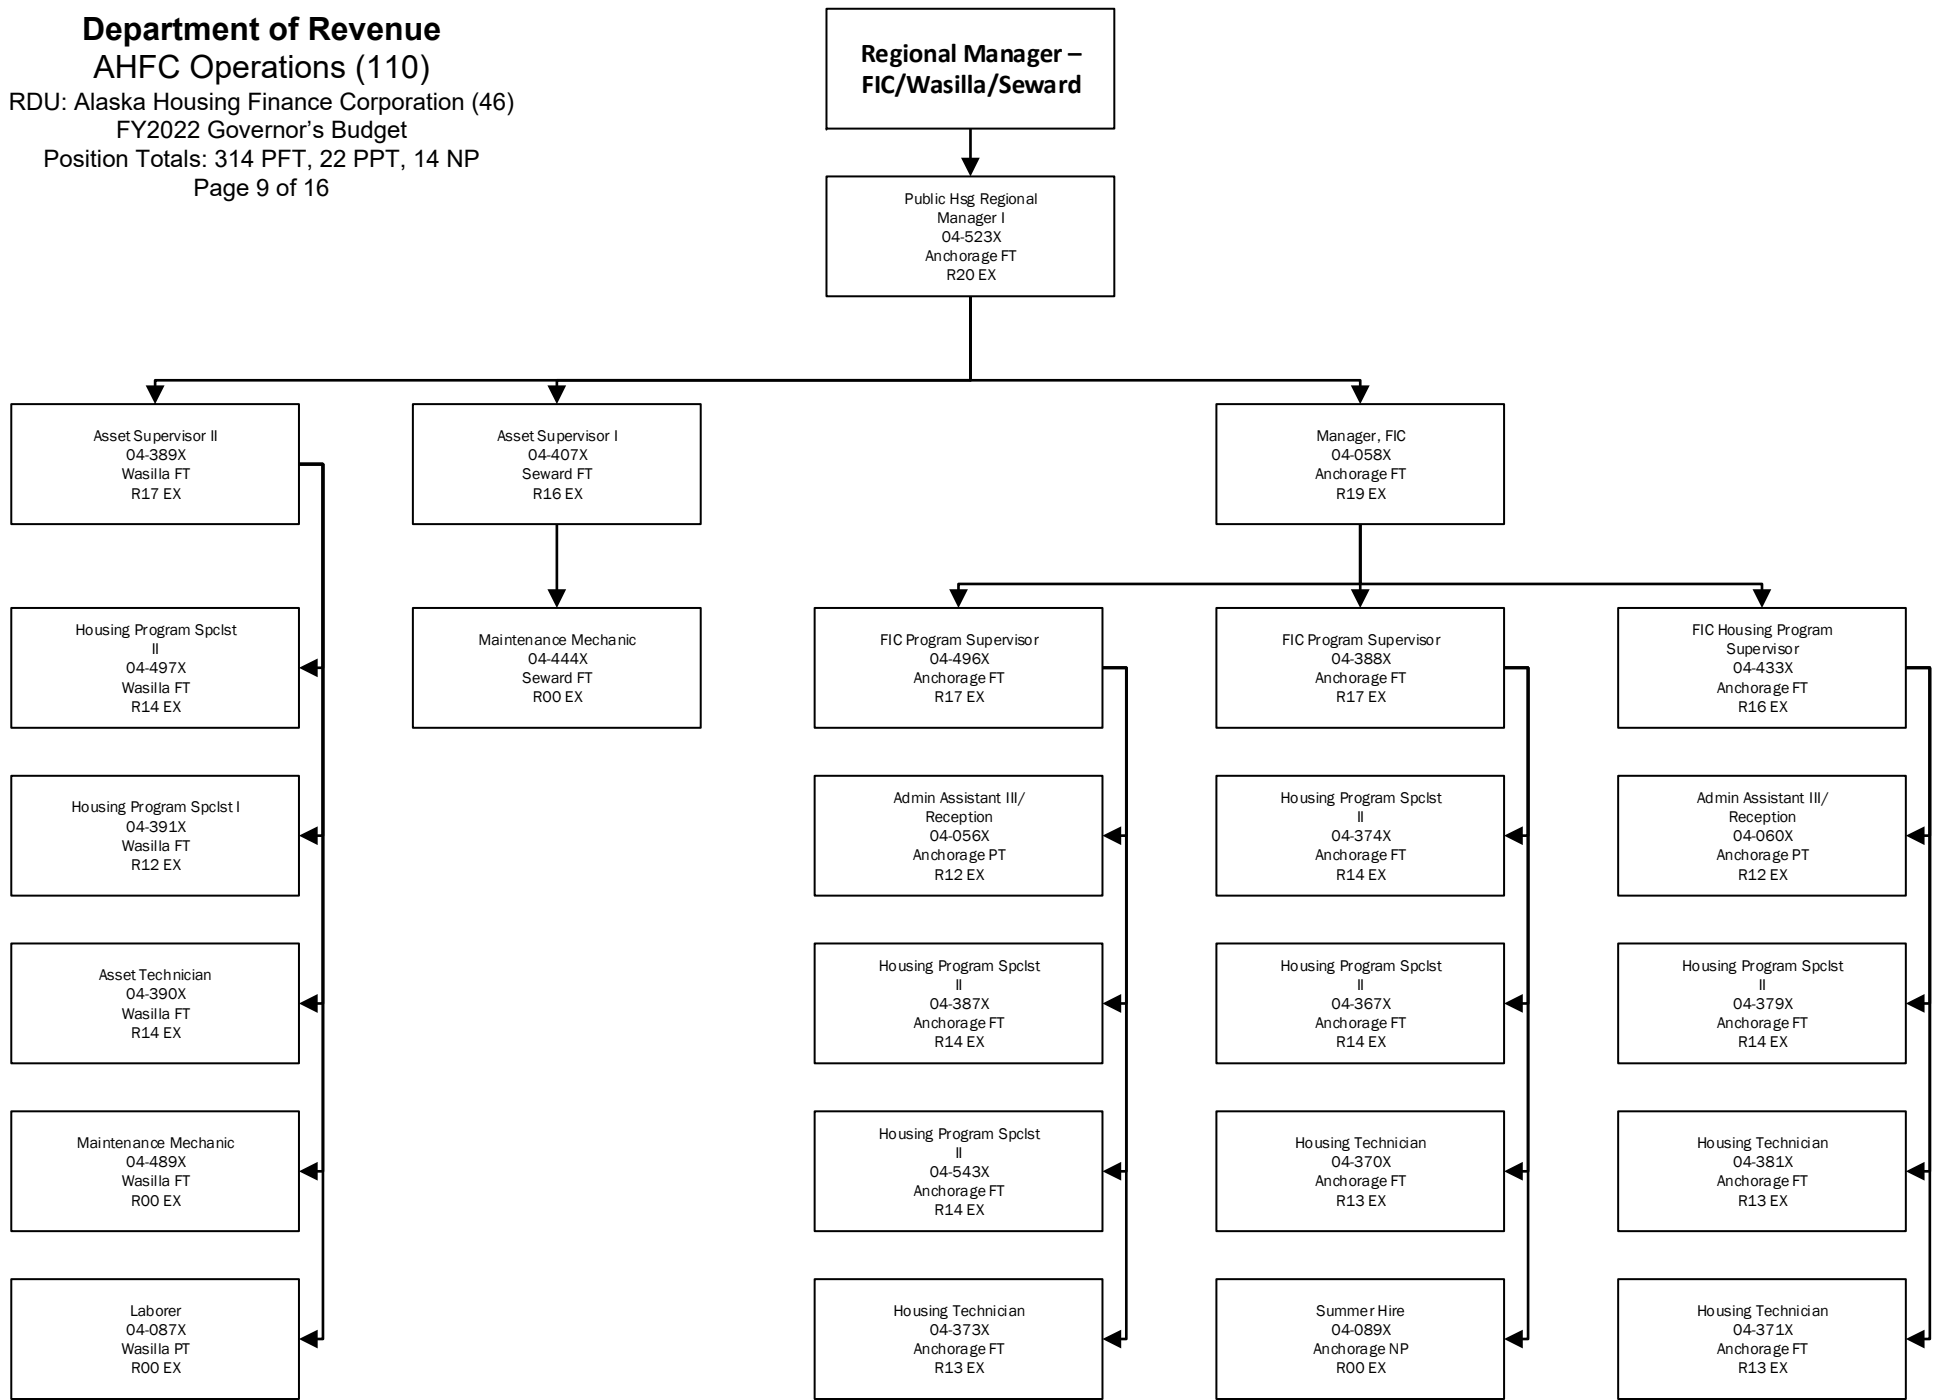 Department of Revenue
AHFC Operations (110)
RDU: Alaska Housing Finance Corporation (46)
FY2022 Governor's Budget
Position Totals: 314 PFT, 22 PPT, 14 NP
Page 9 of 16
Regional Manager –
FIC/Wasilla/Seward
Public Hsg Regional
Manager I
04-523X
Anchorage FT
R20 EX
Asset Supervisor II
04-389X
Wasilla FT
R17 EX
Asset Supervisor I
04-407X
Seward FT
R16 EX
Manager, FIC
04-058X
Anchorage FT
R19 EX
Housing Program Spclst
II
04-497X
Wasilla FT
R14 EX
Maintenance Mechanic
04-444X
Seward FT
R00 EX
FIC Program Supervisor
04-496X
Anchorage FT
R17 EX
FIC Program Supervisor
04-388X
Anchorage FT
R17 EX
FIC Housing Program
Supervisor
04-433X
Anchorage FT
R16 EX
Housing Program Spclst I
04-391X
Wasilla FT
R12 EX
Admin Assistant III/
Reception
04-056X
Anchorage PT
R12 EX
Housing Program Spclst
II
04-374X
Anchorage FT
R14 EX
Admin Assistant III/
Reception
04-060X
Anchorage PT
R12 EX
Asset Technician
04-390X
Wasilla FT
R14 EX
Housing Program Spclst
II
04-387X
Anchorage FT
R14 EX
Housing Program Spclst
II
04-367X
Anchorage FT
R14 EX
Housing Program Spclst
II
04-379X
Anchorage FT
R14 EX
Maintenance Mechanic
04-489X
Wasilla FT
R00 EX
Housing Program Spclst
II
04-543X
Anchorage FT
R14 EX
Housing Technician
04-370X
Anchorage FT
R13 EX
Housing Technician
04-381X
Anchorage FT
R13 EX
Laborer
04-087X
Wasilla PT
R00 EX
Housing Technician
04-373X
Anchorage FT
R13 EX
Summer Hire
04-089X
Anchorage NP
R00 EX
Housing Technician
04-371X
Anchorage FT
R13 EX